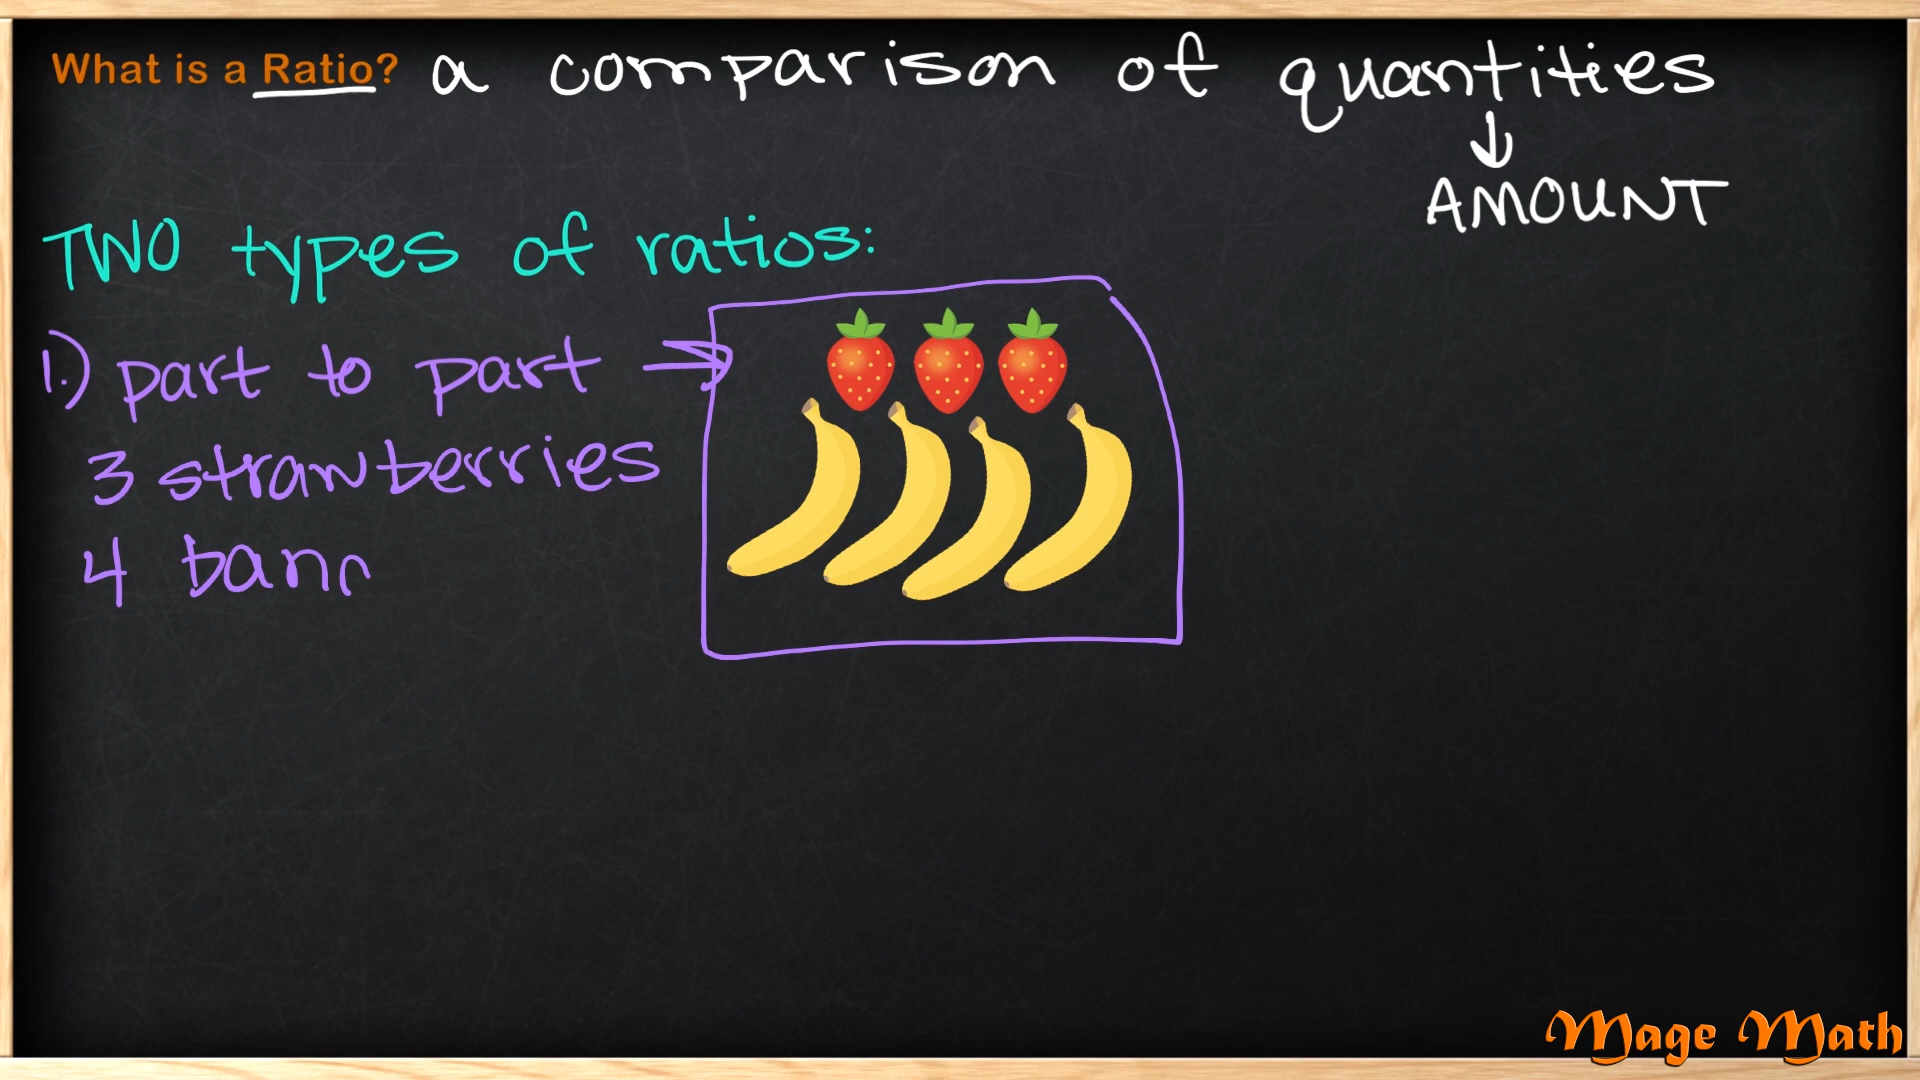 What is a Ratio? a comparison of quantities
AMOUNT
TWO types of ratios:
1.) part to part
3 strawberries
4 ban
Mage Math